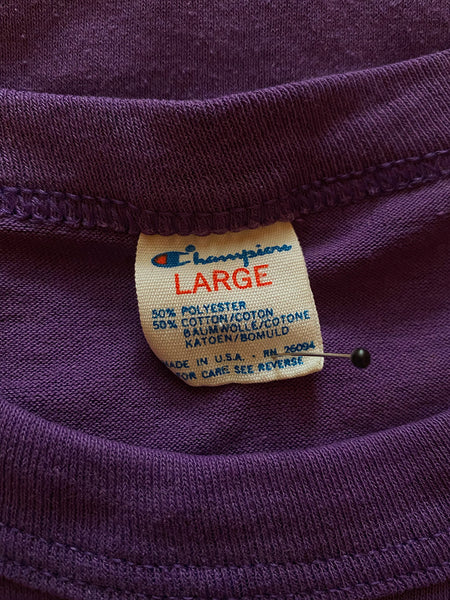 Champion
LARGE
50% POLYESTER
50% COTTON/COTON
BAUMWOLLE/COTONE
KATOEN/BOMULD
MADE IN U.S.A. - RN 26094
FOR CARE SEE REVERSE